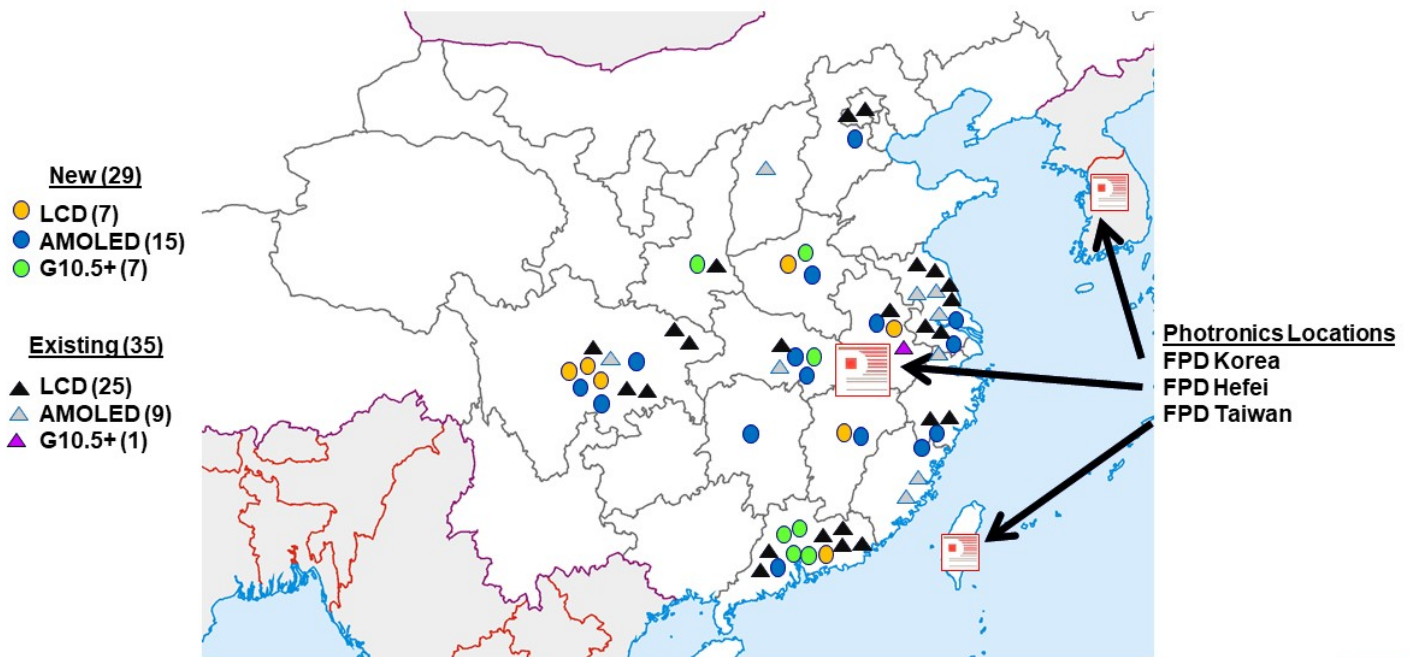 New (29)
LCD (7)
AMOLED (15)
G10.5+ (7)
Existing (35)
LCD (25)
AMOLED (9)
G10.5+ (1)
Photronics Locations
FPD Korea
FPD Hefei
FPD Taiwan